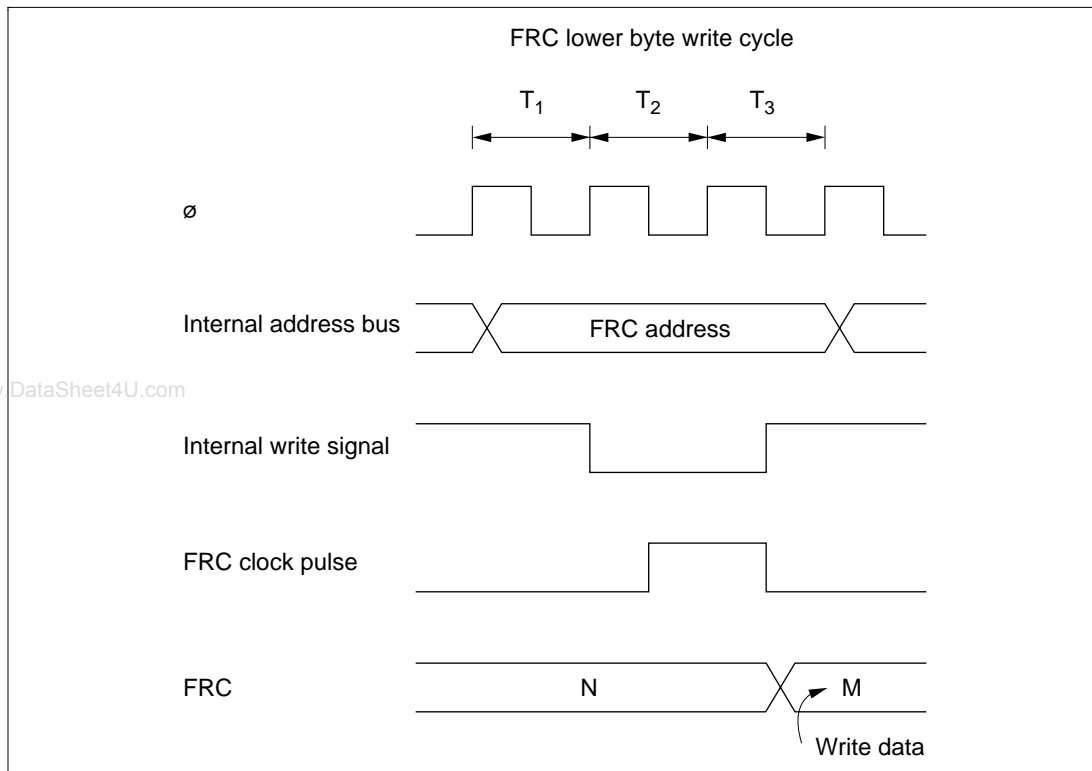 FRC lower byte write cycle
T1 T2 T3
ø
Internal address bus
FRC address
.DataSheet4U.com
Internal write signal
FRC clock pulse
FRC
N
M
Write data